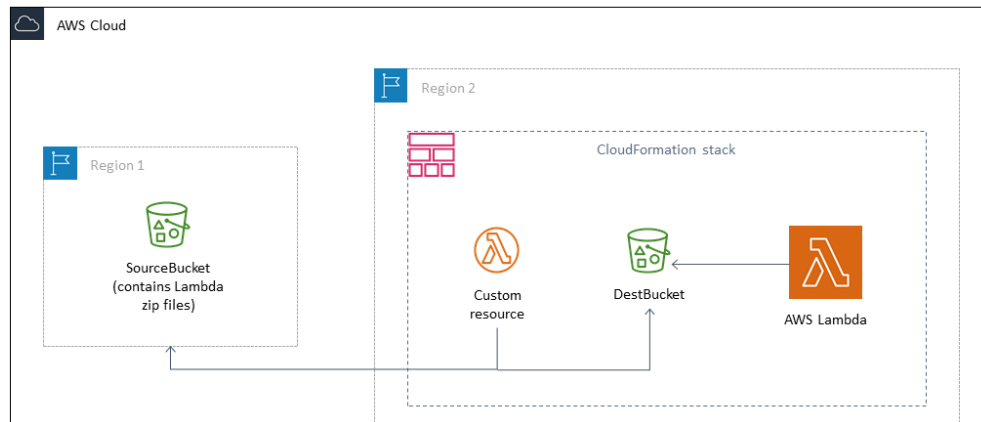 AWS Cloud
Region 2
CloudFormation stack
Region 1
SourceBucket
(contains Lambda
zip files)
Custom
resource
DestBucket
AWS Lambda